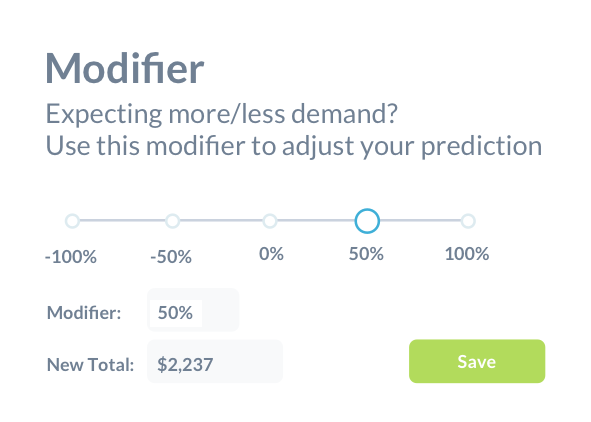 Modifier
Expecting more/less demand?
Use this modifier to adjust your prediction
-100%
-50%
0%
50%
100%
Modifier: 50%
New Total: $2,237
Save